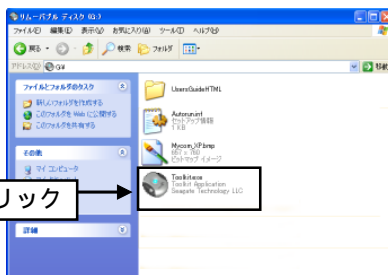 リムーバブル ディスク (G:)
ファイル(F) 編集(E) 表示(V) お気に入り(A) ツール(T) ヘルプ(H)
戻る 検索 フォルダ
アドレス(D) G:¥ 移動
ファイルとフォルダのタスク
新しいフォルダを作成する
このフォルダを Web に公開する
このフォルダを共有する
その他
マイ コンピュータ
詳細
リック
UsersGuideHTML
Autorun.inf
セットアップ情報
1 KB
Mycom_XP.bmp
ビットマップ イメージ
Toolkit.exe
Toolkit Application
Seagate Technology LLC